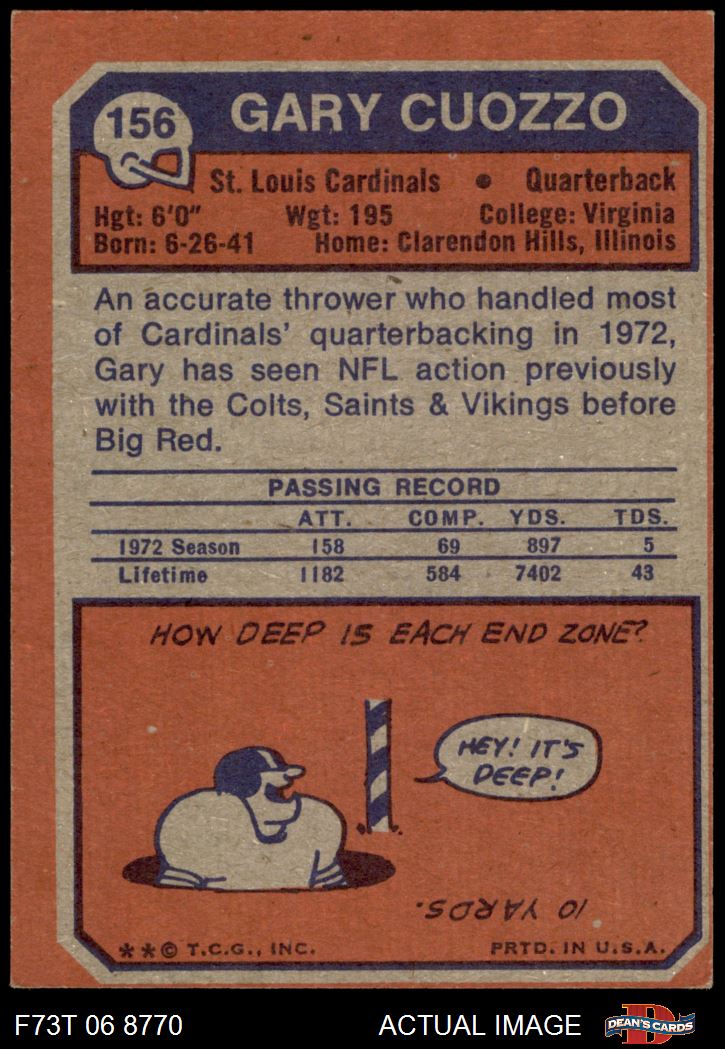 156
GARY CUOZZO
St. Louis Cardinals • Quarterback
Hgt: 6'0" Wgt: 195 College: Virginia
Born: 6-26-41 Home: Clarendon Hills, Illinois
An accurate thrower who handled most
of Cardinals' quarterbacking in 1972,
Gary has seen NFL action previously
with the Colts, Saints & Vikings before
Big Red.
PASSING RECORD
ATT. COMP. YDS. TDS.
1972 Season 158 69 897 5
Lifetime 1182 584 7402 43
HOW DEEP IS EACH END ZONE?
HEY! IT'S
DEEP!
10 YARDS.
**© T.C.G., INC. PRTD. IN U.S.A.
F73T 06 8770 ACTUAL IMAGE
D
DEAN'S CARDS